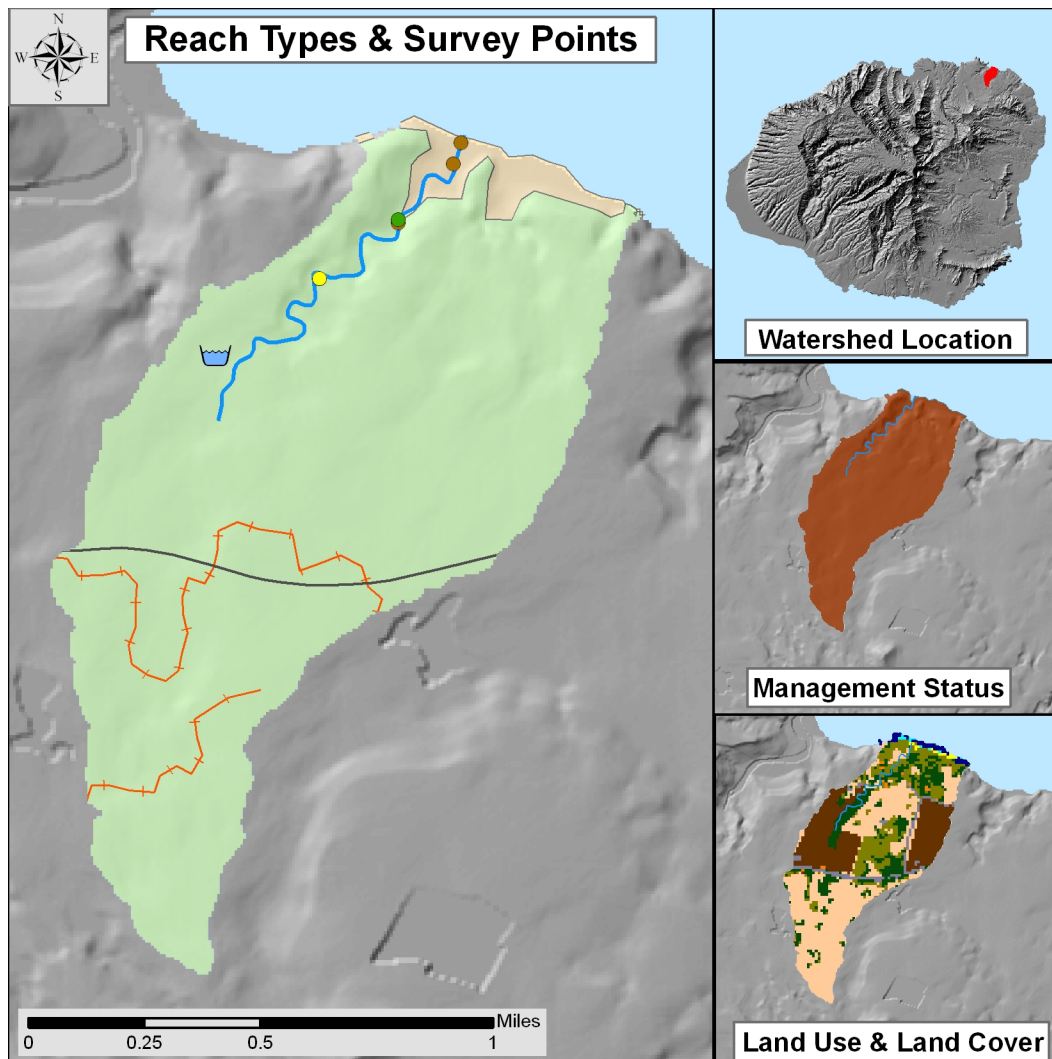 Reach Types & Survey Points
N
W E
S
Watershed Location
Management Status
Land Use & Land Cover
Miles
0 0.25 0.5 1